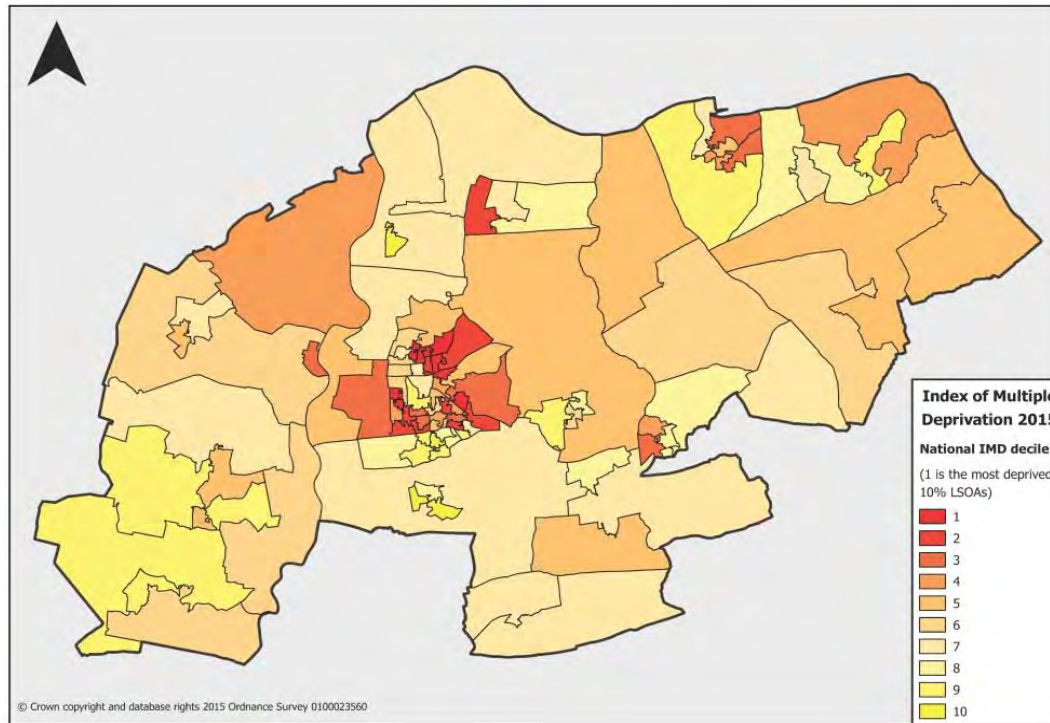 Index of Multiple
Deprivation 2015
National IMD decile
(1 is the most deprived
10% LSOAs)
1
2
3
4
5
6
7
8
9
10
© Crown copyright and database rights 2015 Ordnance Survey 0100023560